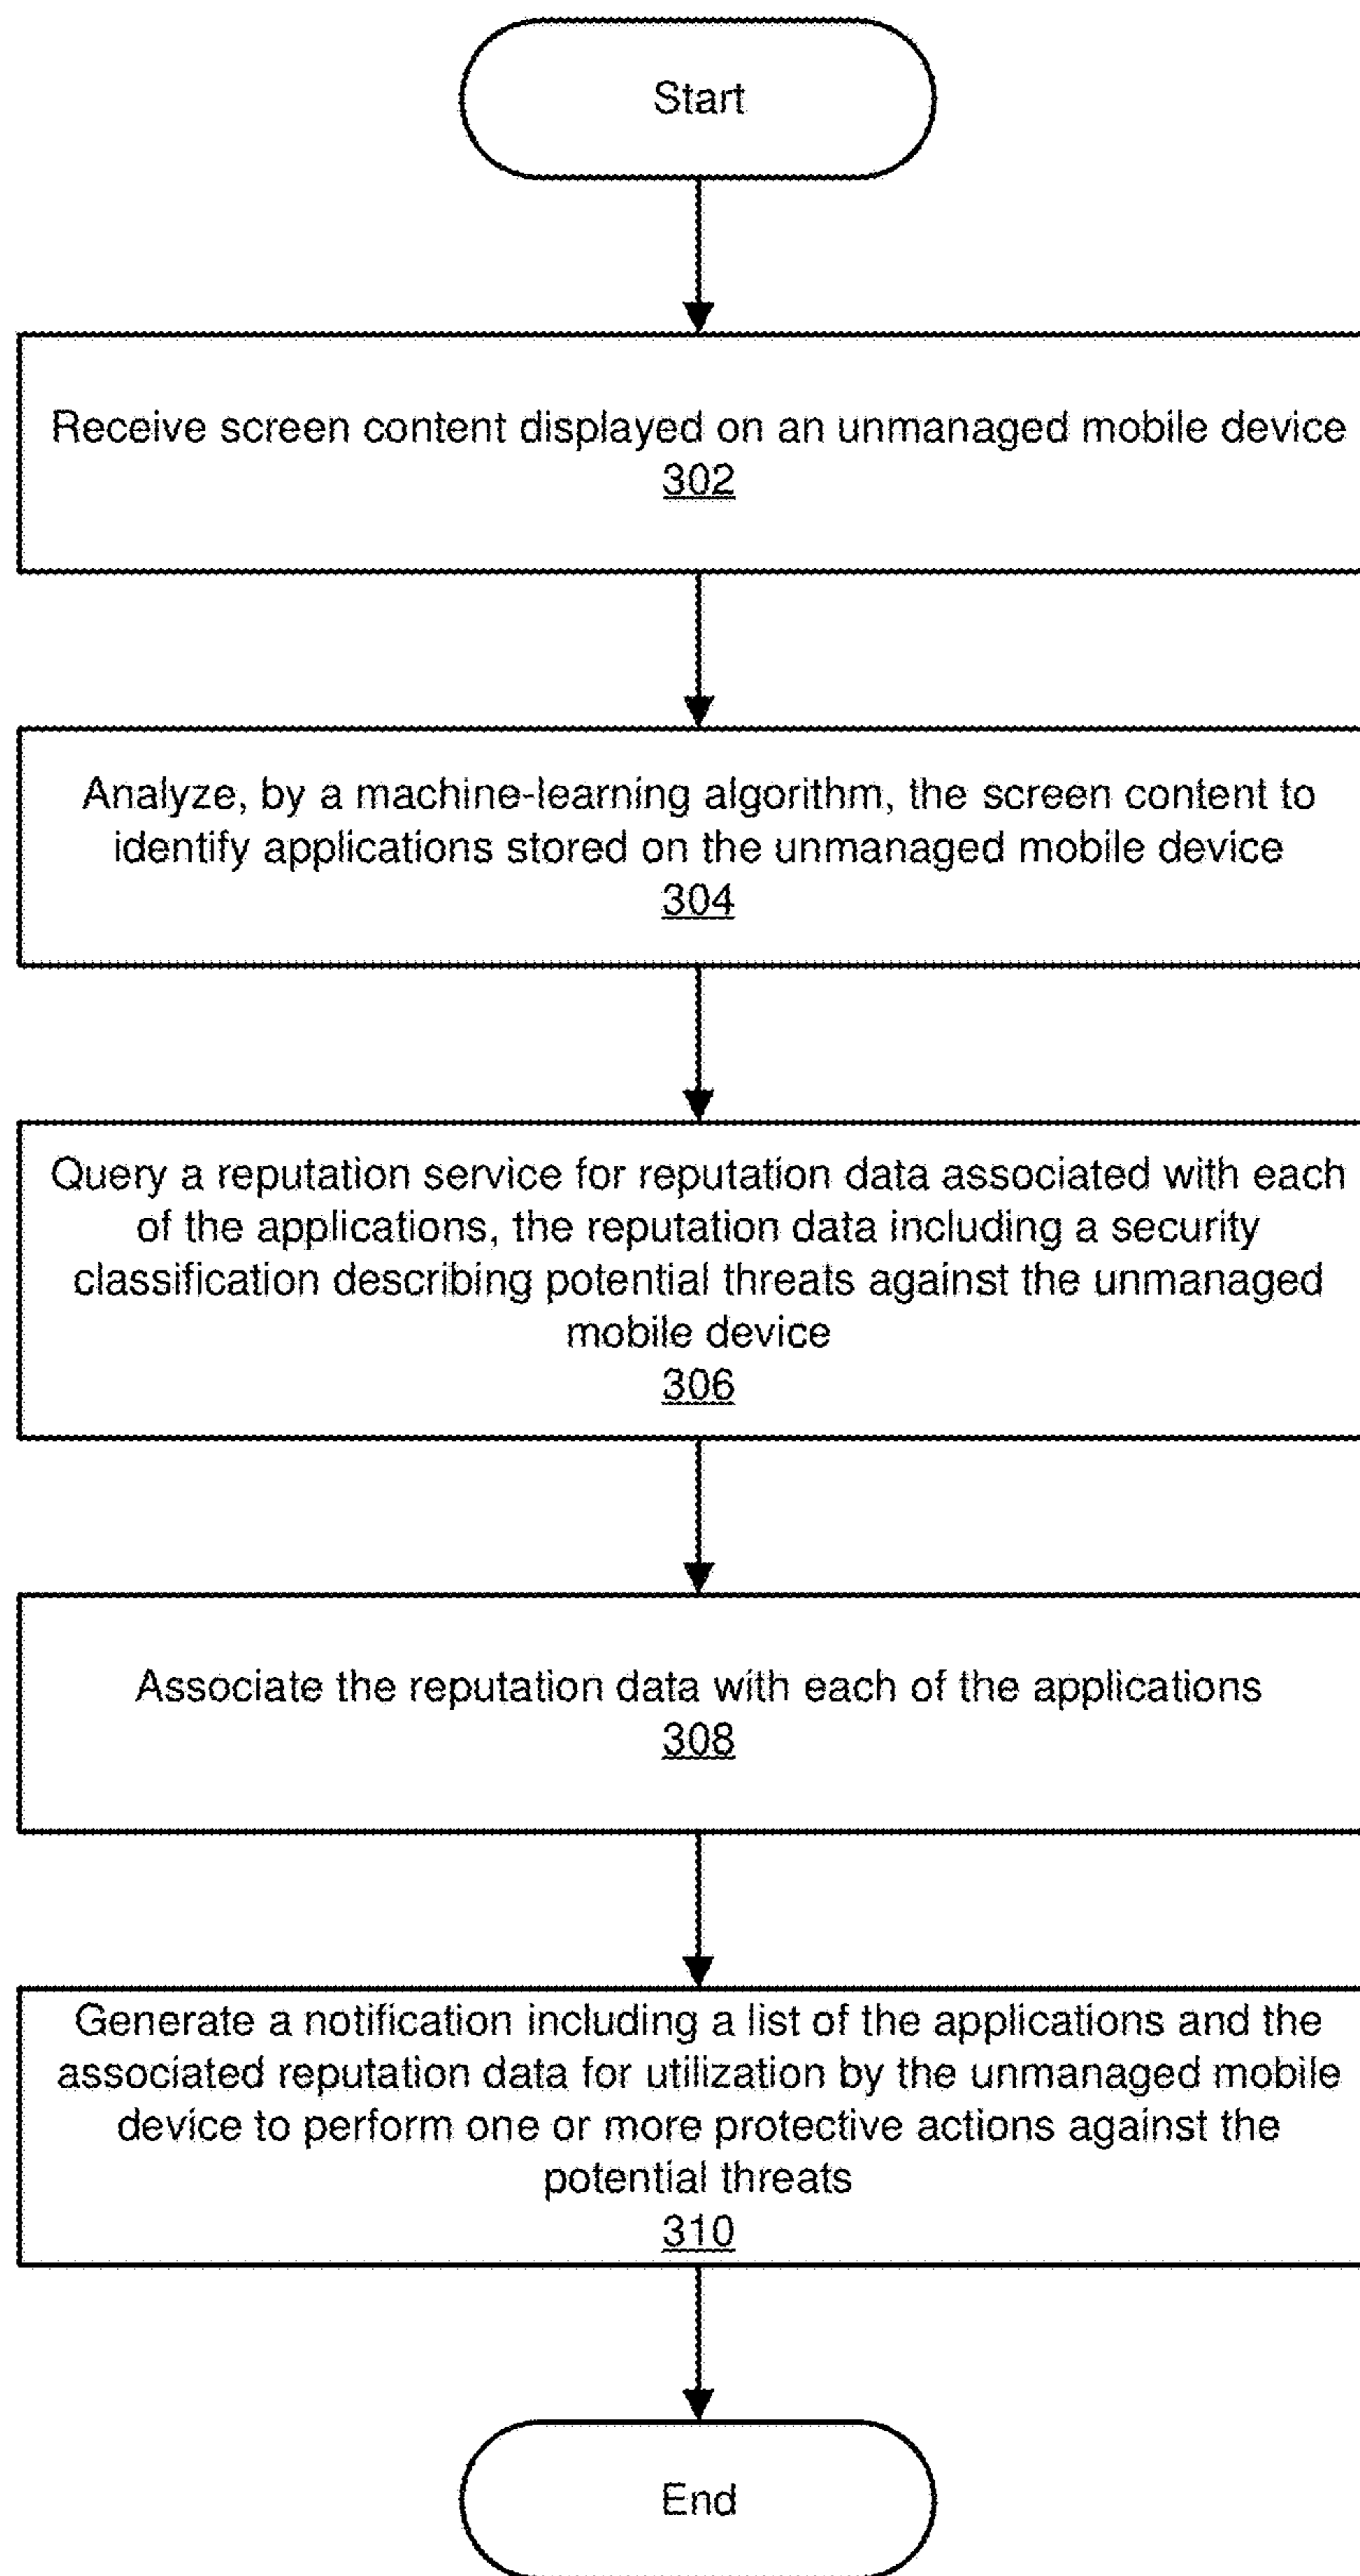 Start
Receive screen content displayed on an unmanaged mobile device
302
Analyze, by a machine-learning algorithm, the screen content to
identify applications stored on the unmanaged mobile device
304
Query a reputation service for reputation data associated with each
of the applications, the reputation data including a security
classification describing potential threats against the unmanaged
mobile device
306
Associate the reputation data with each of the applications
308
Generate a notification including a list of the applications and the
associated reputation data for utilization by the unmanaged mobile
device to perform one or more protective actions against the
potential threats
310
End